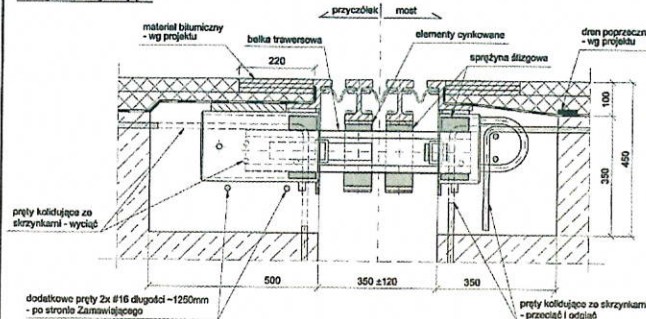 przyczółek
most
materiał bitumiczny
- wg projektu
belka trawersowa
elementy cynkowane
sprężyna ślizgowa
dren poprzeczny
- wg projektu
220
100
350
450
pręty kolidujące ze
skrzynkami - wyciąć
500
350 ±120
350
dodatkowe pręty 2x #16 długości ~1250mm
- po stronie Zamawiającego
pręty kolidujące ze skrzynkam
- przeciąć i odgiąć